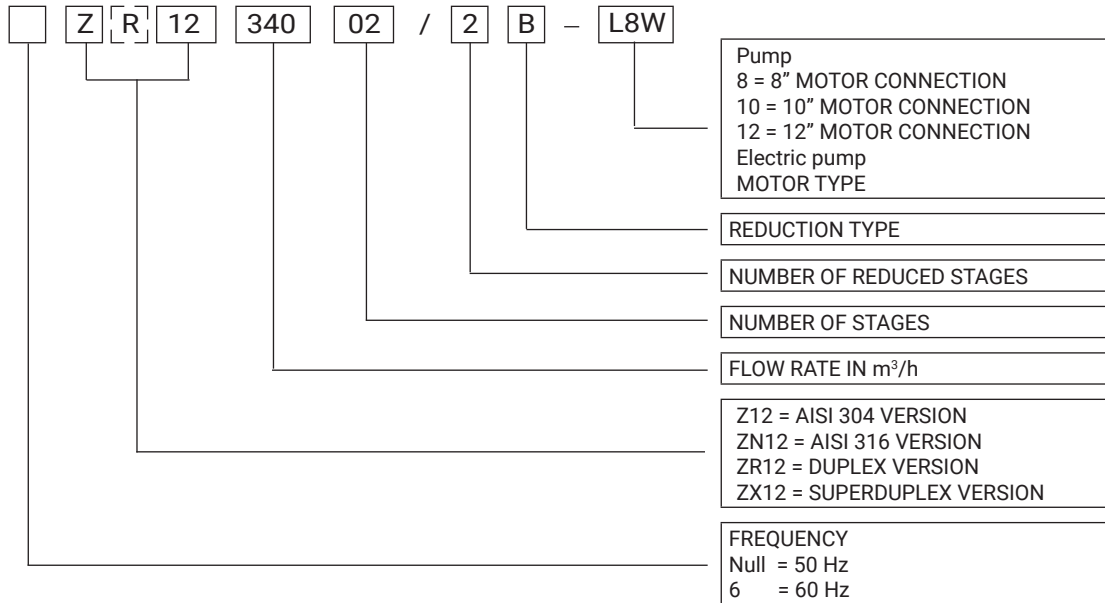 Z R 12 340 02 / 2 B – L8W
Pump
8 = 8” MOTOR CONNECTION
10 = 10” MOTOR CONNECTION
12 = 12” MOTOR CONNECTION
Electric pump
MOTOR TYPE
REDUCTION TYPE
NUMBER OF REDUCED STAGES
NUMBER OF STAGES
FLOW RATE IN m³/h
Z12 = AISI 304 VERSION
ZN12 = AISI 316 VERSION
ZR12 = DUPLEX VERSION
ZX12 = SUPERDUPLEX VERSION
FREQUENCY
Null = 50 Hz
6 = 60 Hz